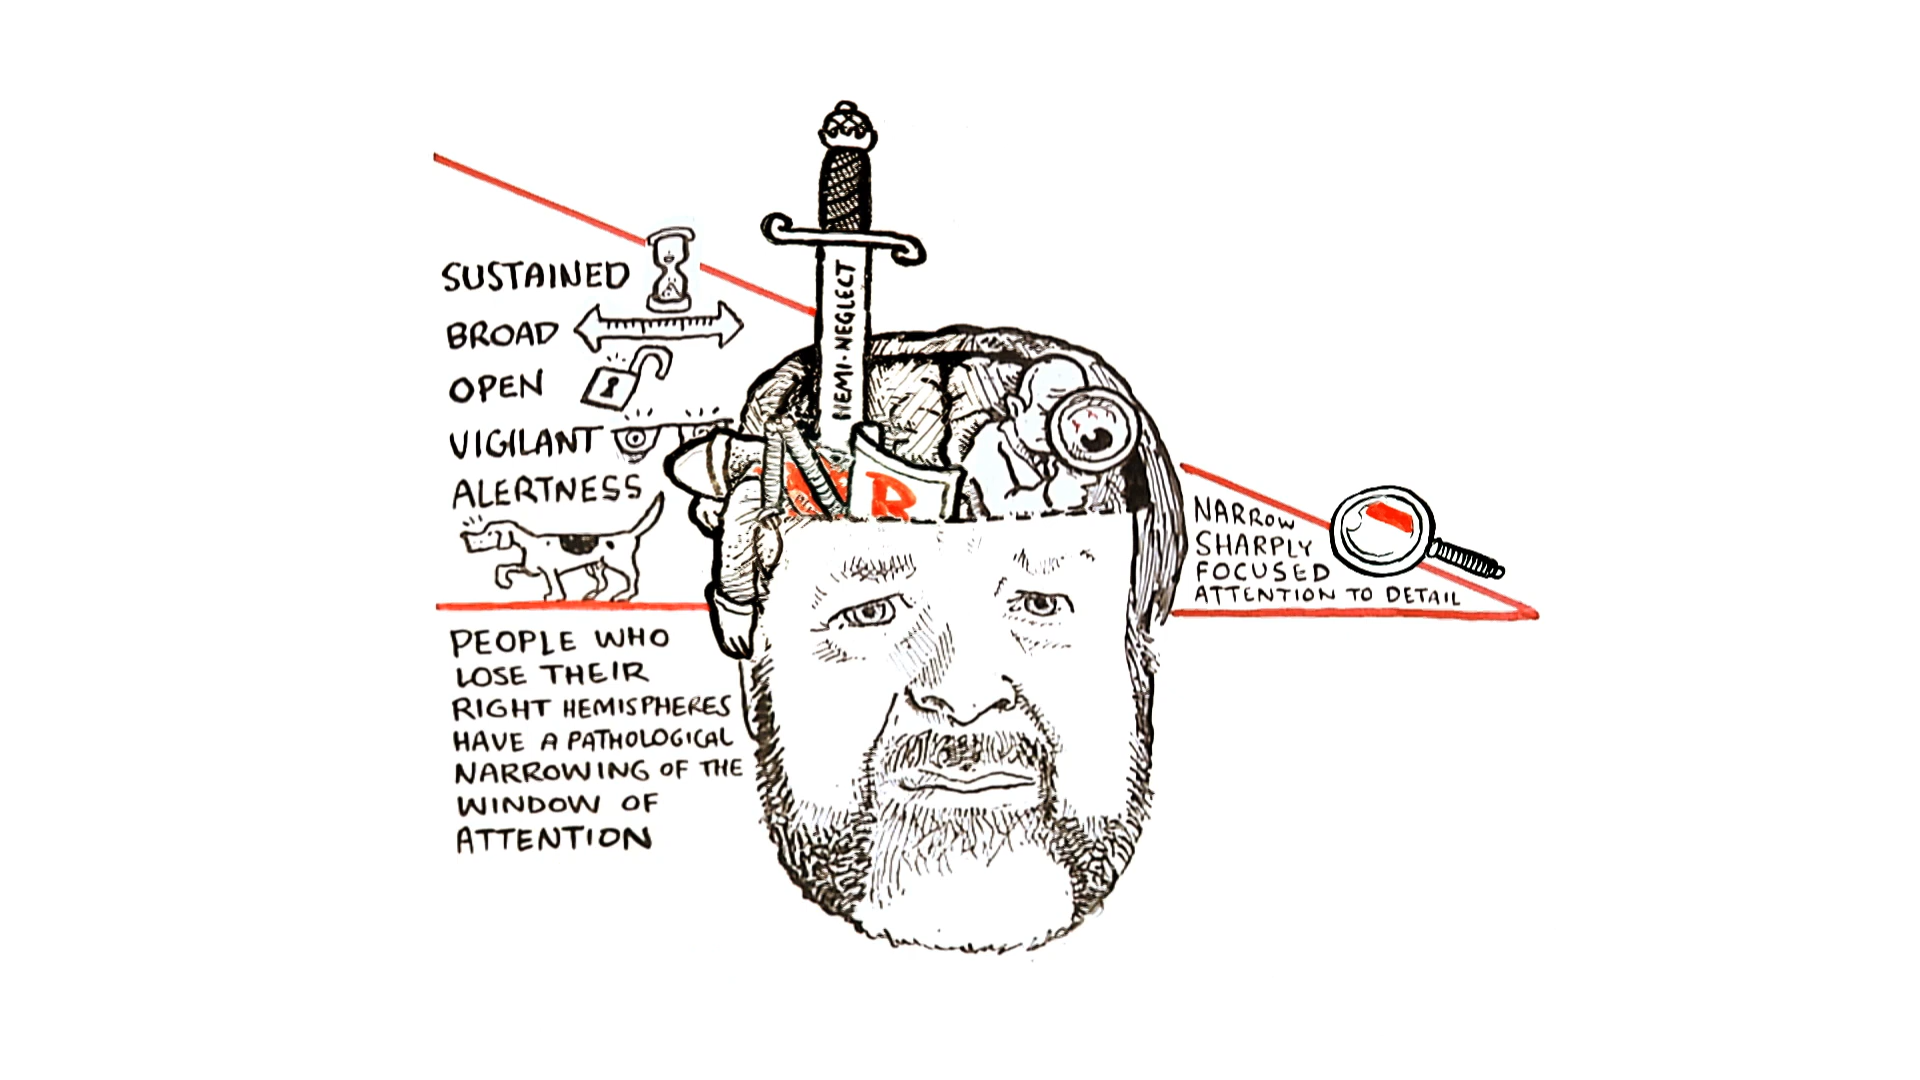 SUSTAINED
BROAD
OPEN
VIGILANT
ALERTNESS
HEMI-NEGLECT
R
NARROW
SHARPLY
FOCUSED
ATTENTION TO DETAIL
PEOPLE WHO
LOSE THEIR
RIGHT HEMISPHERES
HAVE A PATHOLOGICAL
NARROWING OF THE
WINDOW OF
ATTENTION